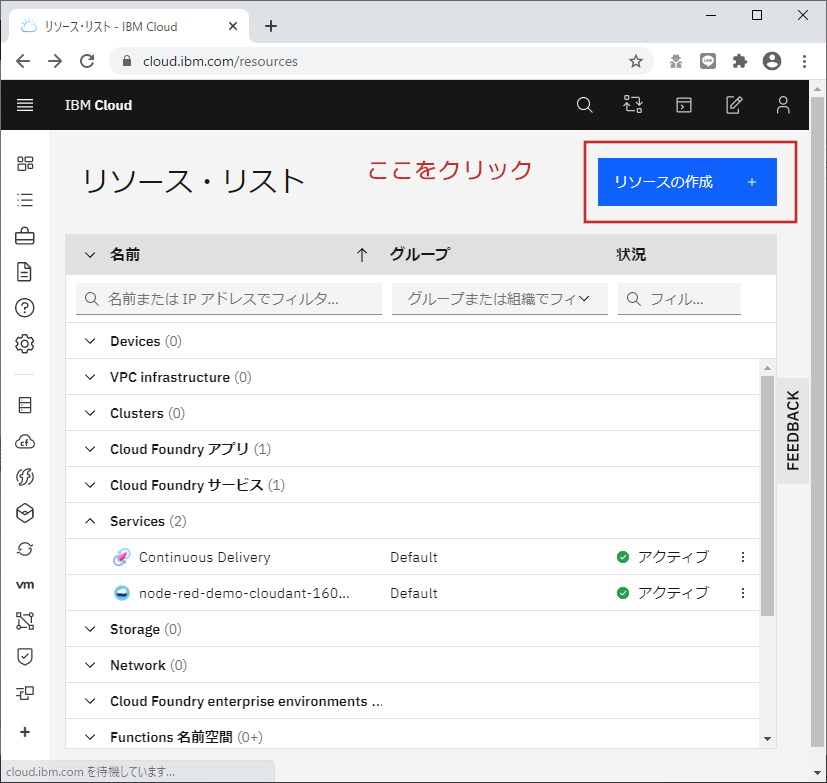 リソース・リスト - IBM Cloud
cloud.ibm.com/resources
IBM Cloud
リソース・リスト
ここをクリック
リソースの作成 +
名前 グループ 状況
名前または IP アドレスでフィルタ... グループまたは組織でフィ フィル...
Devices (0)
VPC infrastructure (0)
Clusters (0)
Cloud Foundry アプリ (1)
Cloud Foundry サービス (1)
Services (2)
Continuous Delivery Default アクティブ
node-red-demo-cloudant-160... Default アクティブ
Storage (0)
Network (0)
Cloud Foundry enterprise environments ...
Functions 名前空間 (0+)
FEEDBACK
cf
vm
cloud.ibm.com を待機しています...